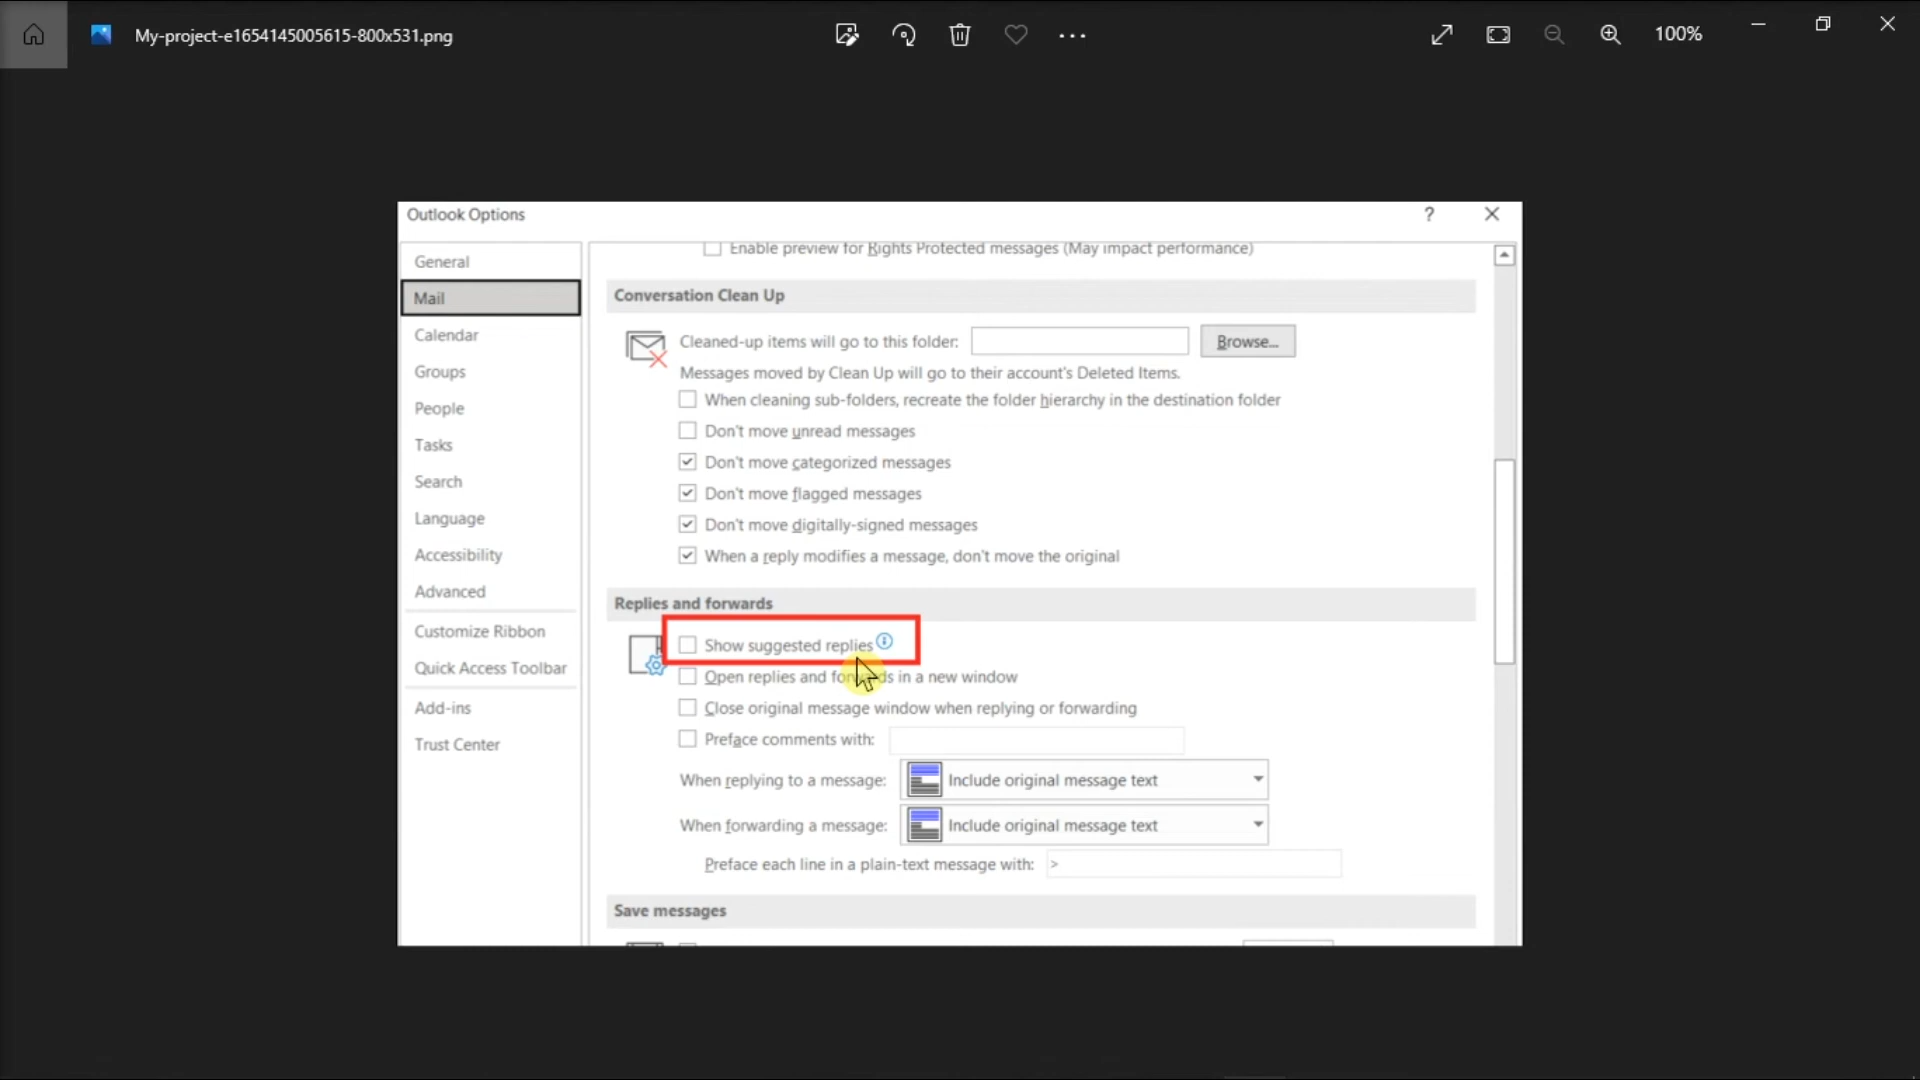 My-project-e1654145005615-800x531.png
100%
Outlook Options
?
General
Mail
Calendar
Groups
People
Tasks
Search
Language
Accessibility
Advanced
Customize Ribbon
Quick Access Toolbar
Add-ins
Trust Center
Enable preview for Rights Protected messages (May impact performance)
Conversation Clean Up
Cleaned-up items will go to this folder:
Browse...
Messages moved by Clean Up will go to their account's Deleted Items.
When cleaning sub-folders, recreate the folder hierarchy in the destination folder
Don't move unread messages
Don't move categorized messages
Don't move flagged messages
Don't move digitally-signed messages
When a reply modifies a message, don't move the original
Replies and forwards
Show suggested replies
Open replies and forwards in a new window
Close original message window when replying or forwarding
Preface comments with:
When replying to a message: Include original message text
When forwarding a message: Include original message text
Preface each line in a plain-text message with: >
Save messages